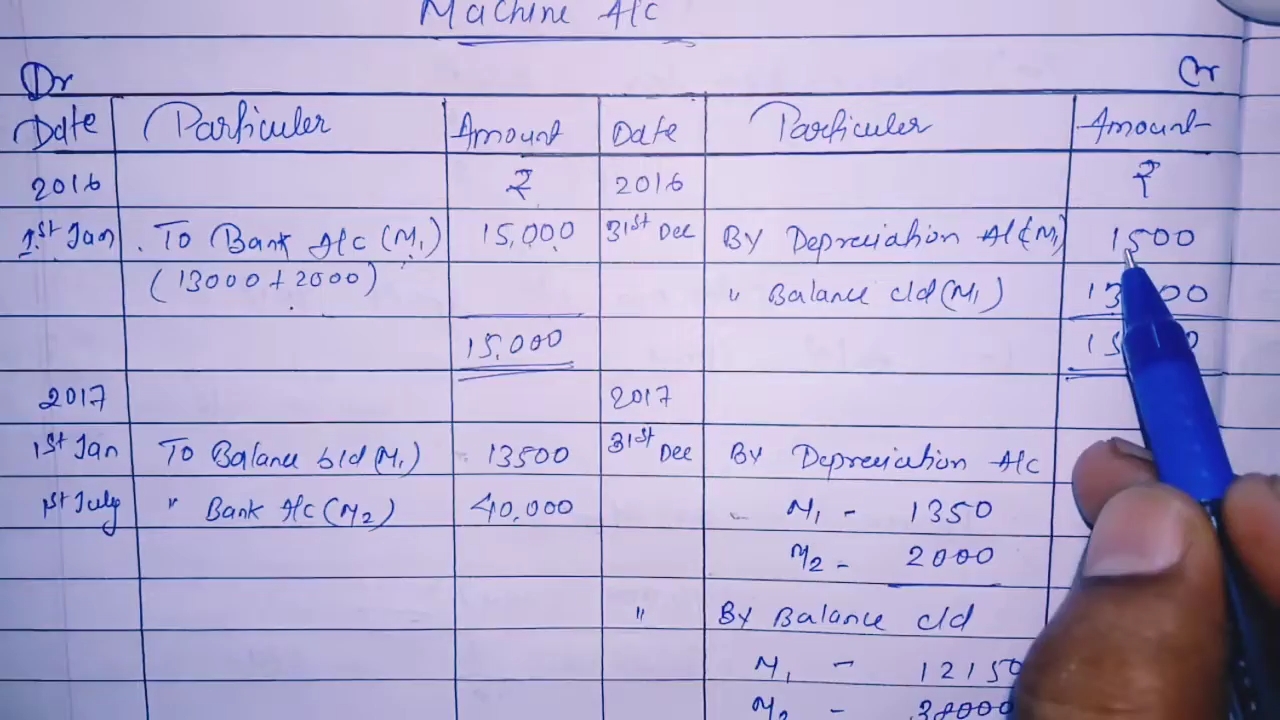 Machine A/c
Dr Cr
Date Particuler Amount Date Particuler Amount
2016 ₹ 2016 ₹
1st Jan . To Bank A/c (M1) 15,000 31st Dec By Depreciation A/c (M1) 1500
(13000 + 2000) " Balance c/d (M1)
15,000
2017 2017
1st Jan To Balance b/d (M1) 13500 31st Dec By Depreciation A/c
1st July " Bank A/c (M2) 40,000 M1 - 1350
M2 - 2000
" By Balance c/d
M1 - 12150
M2 - 38000